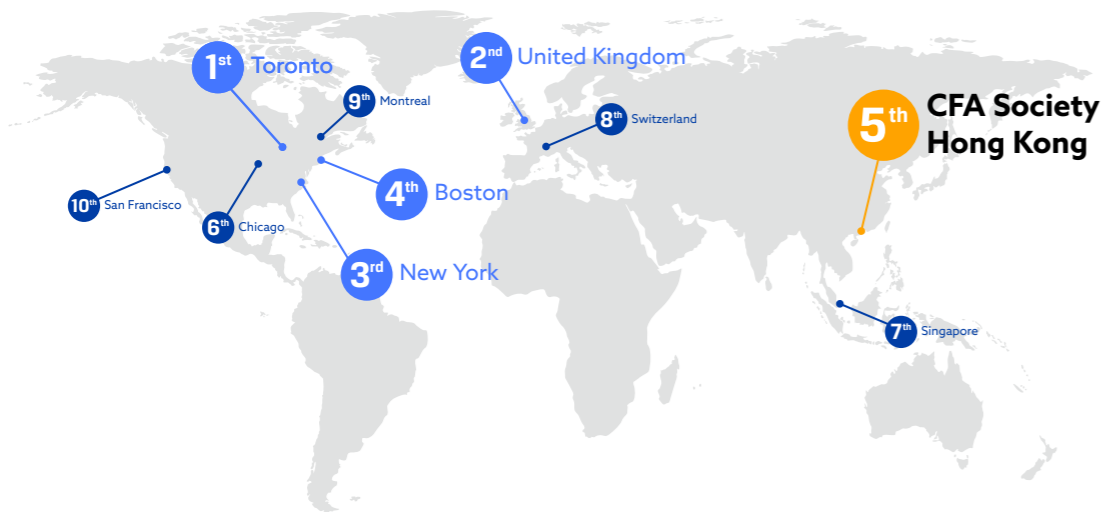 1st Toronto
2nd United Kingdom
9th Montreal
8th Switzerland
5th CFA Society
Hong Kong
4th Boston
10th San Francisco
6th Chicago
3rd New York
7th Singapore